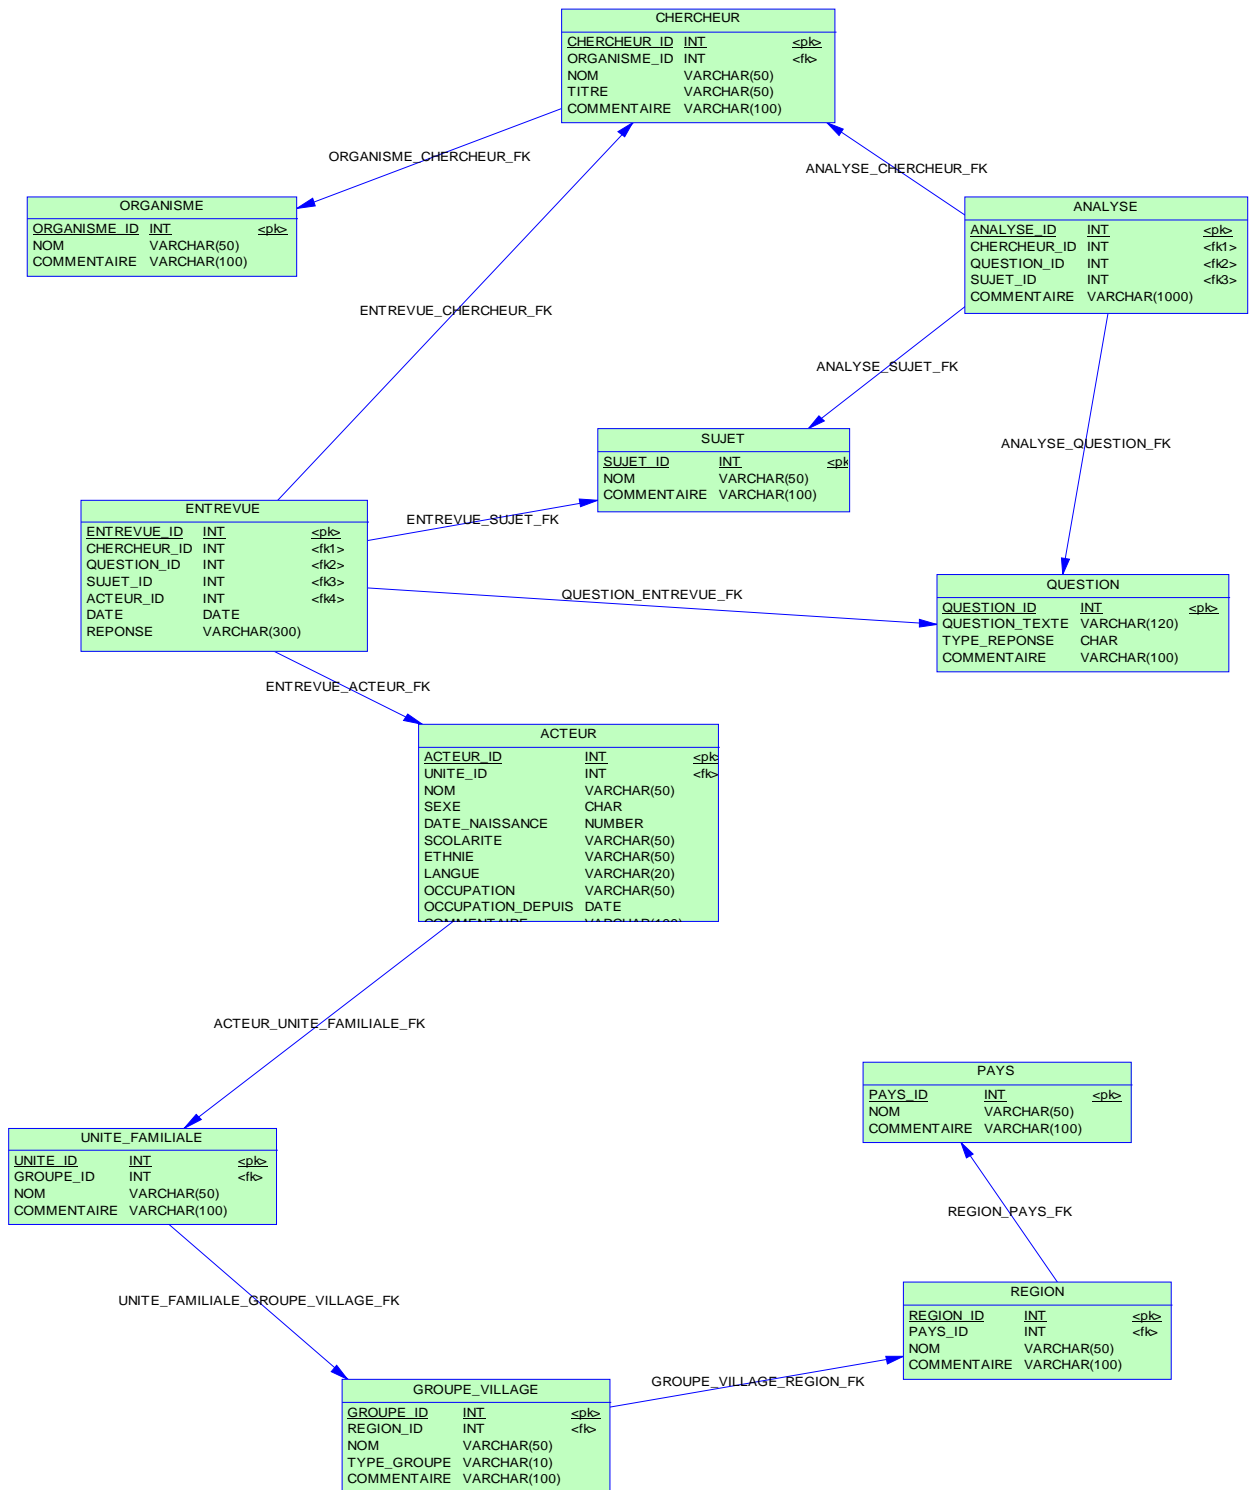 CHERCHEUR
CHERCHEUR_ID INT <pk>
ORGANISME_ID INT <fk>
NOM VARCHAR(50)
TITRE VARCHAR(50)
COMMENTAIRE VARCHAR(100)
ORGANISME_CHERCHEUR_FK
ANALYSE_CHERCHEUR_FK
ORGANISME
ORGANISME_ID INT <pk>
NOM VARCHAR(50)
COMMENTAIRE VARCHAR(100)
ANALYSE
ANALYSE_ID INT <pk>
CHERCHEUR_ID INT <fk1>
QUESTION_ID INT <fk2>
SUJET_ID INT <fk3>
COMMENTAIRE VARCHAR(1000)
ENTREVUE_CHERCHEUR_FK
ANALYSE_SUJET_FK
ANALYSE_QUESTION_FK
SUJET
SUJET_ID INT <pk
NOM VARCHAR(50)
COMMENTAIRE VARCHAR(100)
ENTREVUE
ENTREVUE_ID INT <pk>
CHERCHEUR_ID INT <fk1>
QUESTION_ID INT <fk2>
SUJET_ID INT <fk3>
ACTEUR_ID INT <fk4>
DATE DATE
REPONSE VARCHAR(300)
ENTREVUE_SUJET_FK
QUESTION_ENTREVUE_FK
QUESTION
QUESTION_ID INT <pk>
QUESTION_TEXTE VARCHAR(120)
TYPE_REPONSE CHAR
COMMENTAIRE VARCHAR(100)
ENTREVUE_ACTEUR_FK
ACTEUR
ACTEUR_ID INT <pk>
UNITE_ID INT <fk>
NOM VARCHAR(50)
SEXE CHAR
DATE_NAISSANCE NUMBER
SCOLARITE VARCHAR(50)
ETHNIE VARCHAR(50)
LANGUE VARCHAR(20)
OCCUPATION VARCHAR(50)
OCCUPATION_DEPUIS DATE
COMMENTAIRE VARCHAR(100)
ACTEUR_UNITE_FAMILIALE_FK
PAYS
PAYS_ID INT <pk>
NOM VARCHAR(50)
COMMENTAIRE VARCHAR(100)
UNITE_FAMILIALE
UNITE_ID INT <pk>
GROUPE_ID INT <fk>
NOM VARCHAR(50)
COMMENTAIRE VARCHAR(100)
REGION_PAYS_FK
UNITE_FAMILIALE_GROUPE_VILLAGE_FK
REGION
REGION_ID INT <pk>
PAYS_ID INT <fk>
NOM VARCHAR(50)
COMMENTAIRE VARCHAR(100)
GROUPE_VILLAGE_REGION_FK
GROUPE_VILLAGE
GROUPE_ID INT <pk>
REGION_ID INT <fk>
NOM VARCHAR(50)
TYPE_GROUPE VARCHAR(10)
COMMENTAIRE VARCHAR(100)